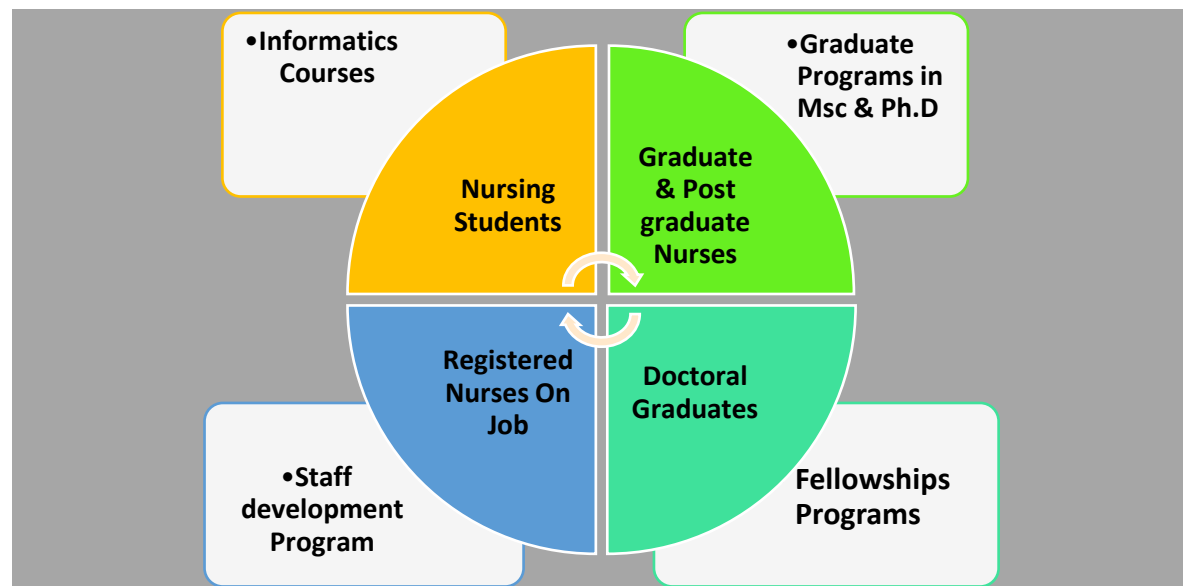 •Informatics
Courses
•Graduate
Programs in
Msc & Ph.D
Nursing
Students
Graduate
& Post
graduate
Nurses
Registered
Nurses On
Job
Doctoral
Graduates
•Staff
development
Program
Fellowships
Programs